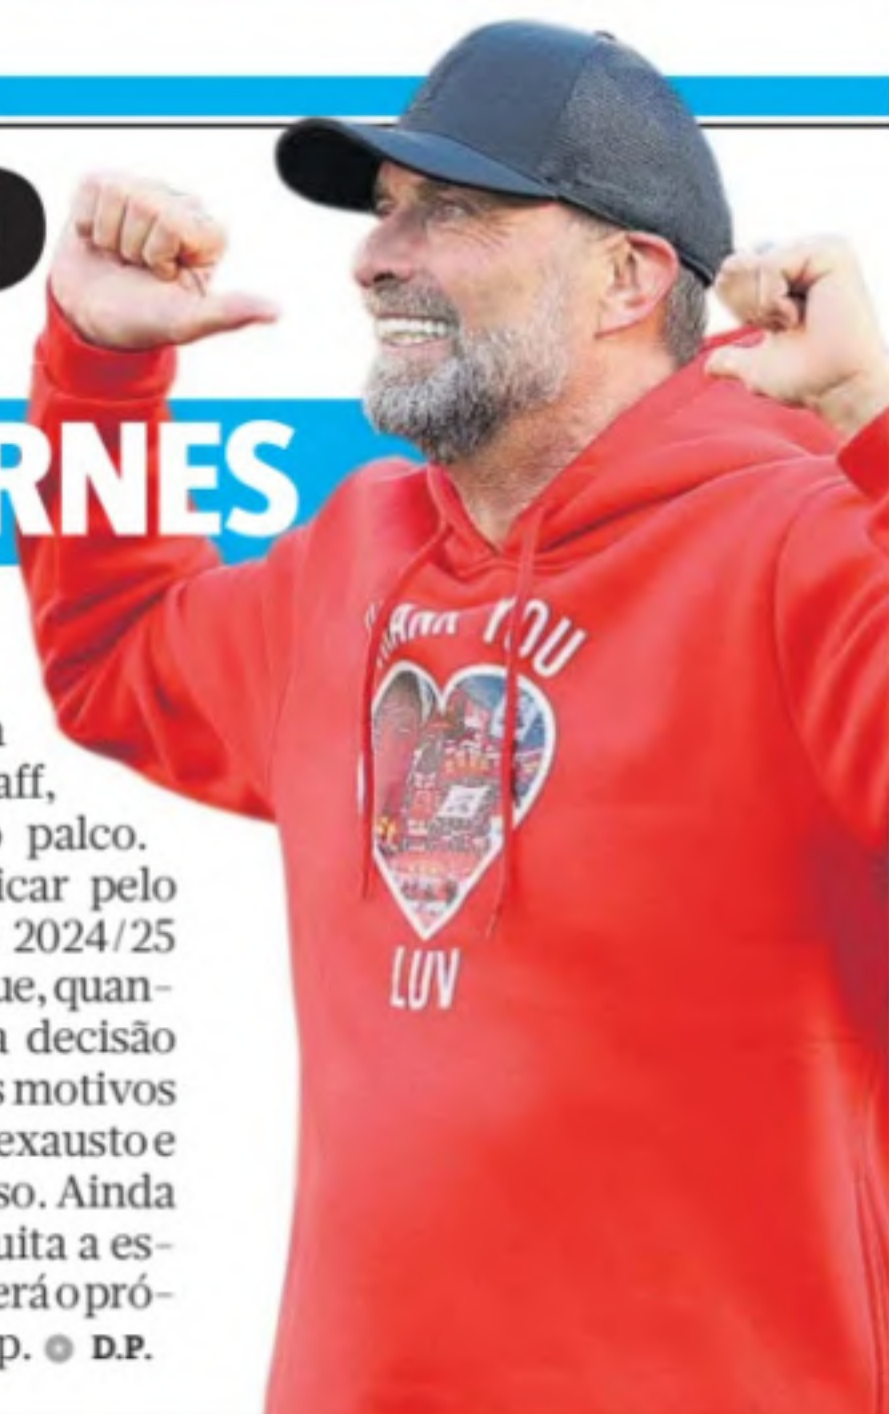 RNES
THANK YOU
LUV
aff,
palco.
icar pelo
2024/25
ue, quan-
a decisão
s motivos
exausto e
so. Ainda
uita a es-
erá o pró-
p. D.P.